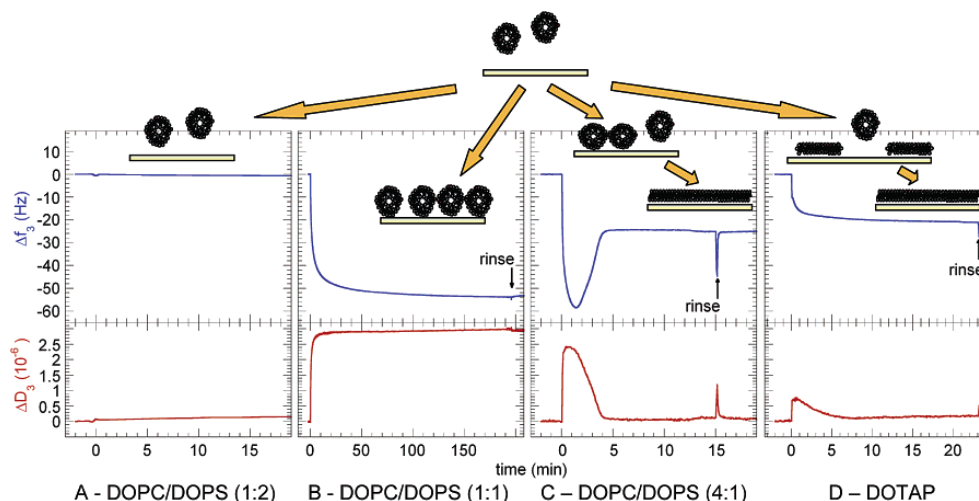 10
0
-10
-20
-30
-40
-50
-60
Δf₃ (Hz)
rinse
rinse
rinse
2.5
2
1.5
1
0.5
0
ΔD₃ (10⁻⁶)
0 5 10 15
0 50 100 150
0 5 10 15
0 5 10 15 20
time (min)
A - DOPC/DOPS (1:2) B - DOPC/DOPS (1:1) C – DOPC/DOPS (4:1) D – DOTAP